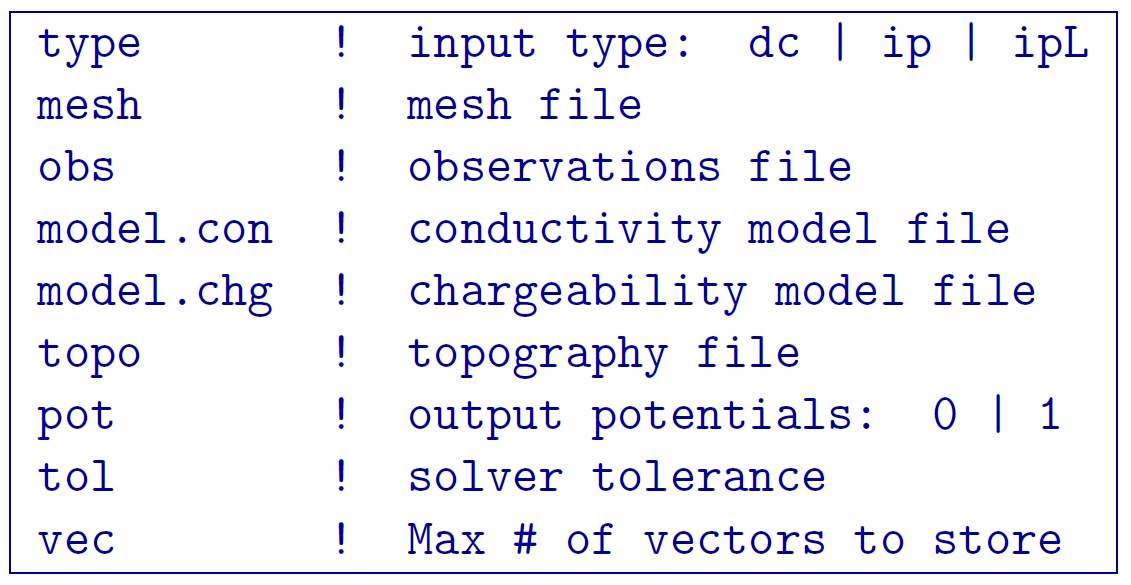 type ! input type: dc | ip | ipL
mesh ! mesh file
obs ! observations file
model.con ! conductivity model file
model.chg ! chargeability model file
topo ! topography file
pot ! output potentials: 0 | 1
tol ! solver tolerance
vec ! Max # of vectors to store